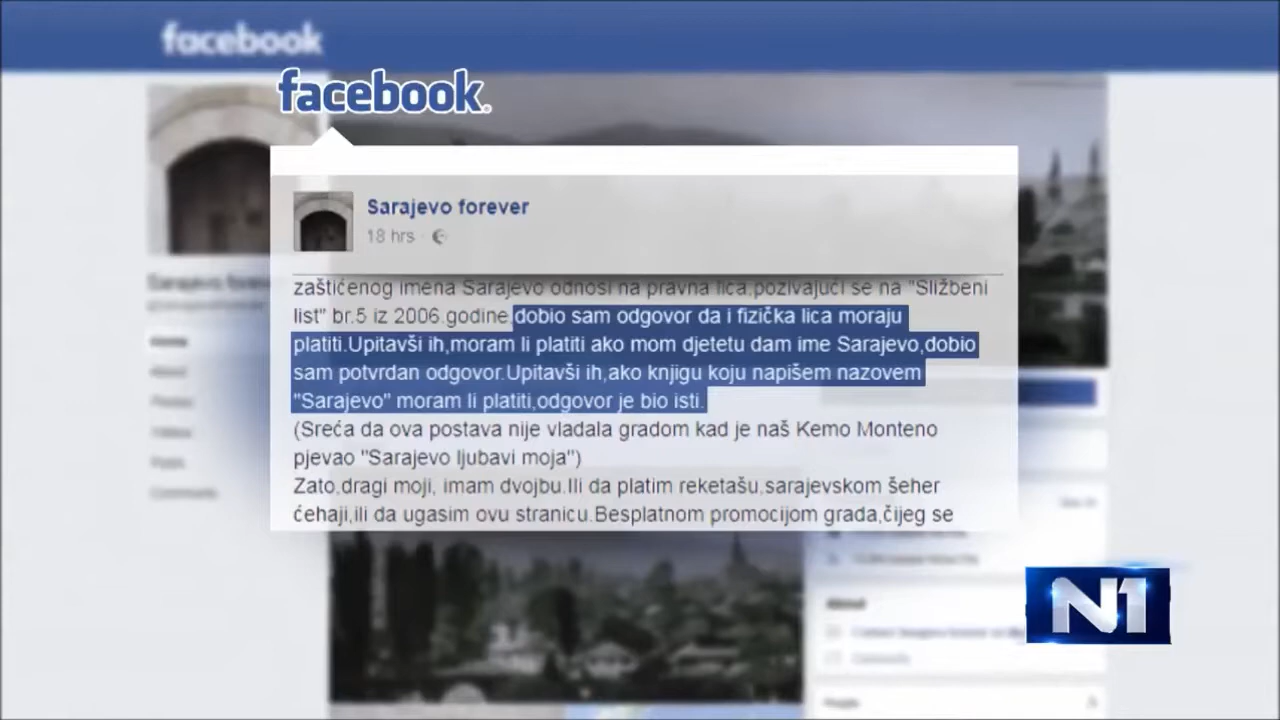 facebook
facebook.
Sarajevo forever
18 hrs ·
zaštićenog imena Sarajevo odnosi na pravna lica,pozivajući se na "Sližbeni
list" br.5 iz 2006.godine,dobio sam odgovor da i fizička lica moraju
platiti.Upitavši ih,moram li platiti ako mom djetetu dam ime Sarajevo,dobio
sam potvrdan odgovor.Upitavši ih,ako knjigu koju napišem nazovem
"Sarajevo" moram li platiti,odgovor je bio isti.
(Sreća da ova postava nije vladala gradom kad je naš Kemo Monteno
pjevao "Sarajevo ljubavi moja")
Zato,dragi moji, imam dvojbu.Ili da platim reketašu,sarajevskom šeher
ćehaji,ili da ugasim ovu stranicu.Besplatnom promocijom grada,čijeg se
N1